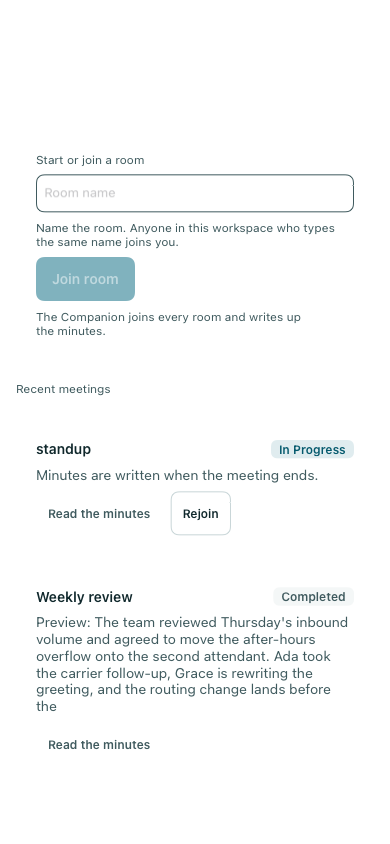 Start or join a room
Room name
Name the room. Anyone in this workspace who types
the same name joins you.
Join room
The Companion joins every room and writes up
the minutes.
Recent meetings
standup
In Progress
Minutes are written when the meeting ends.
Read the minutes
Rejoin
Weekly review
Completed
Preview: The team reviewed Thursday's inbound
volume and agreed to move the after-hours
overflow onto the second attendant. Ada took
the carrier follow-up, Grace is rewriting the
greeting, and the routing change lands before
the
Read the minutes